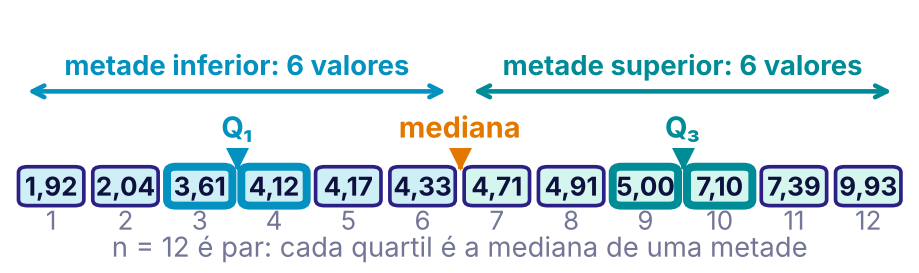 metade inferior: 6 valores metade superior: 6 valores
Q₁ mediana Q₃
1,92 2,04 3,61 4,12 4,17 4,33 4,71 4,91 5,00 7,10 7,39 9,93
1 2 3 4 5 6 7 8 9 10 11 12
n = 12 é par: cada quartil é a mediana de uma metade